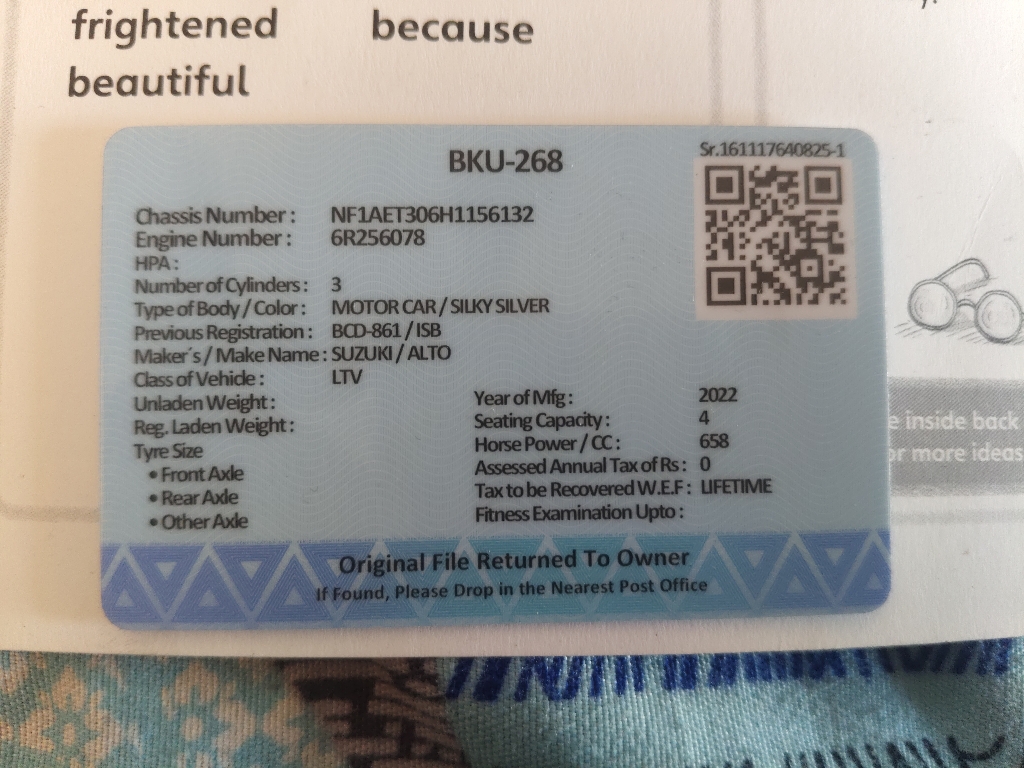 frightened because
beautiful
BKU-268
Sr.161117640825-1
Chassis Number : NF1AET306H1156132
Engine Number : 6R256078
HPA :
Number of Cylinders : 3
Type of Body / Color : MOTOR CAR / SILKY SILVER
Previous Registration : BCD-861 / ISB
Maker´s / Make Name : SUZUKI / ALTO
Class of Vehicle : LTV
Unladen Weight :
Reg. Laden Weight :
Tyre Size
• Front Axle
• Rear Axle
• Other Axle
Year of Mfg : 2022
Seating Capacity : 4
Horse Power / CC : 658
Assessed Annual Tax of Rs : 0
Tax to be Recovered W.E.F : LIFETIME
Fitness Examination Upto :
Original File Returned To Owner
If Found, Please Drop in the Nearest Post Office
inside back
more ideas